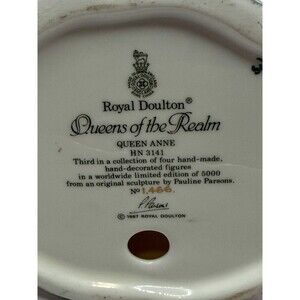 Royal Doulton®
Queens of the Realm
QUEEN ANNE
HN 3141
Third in a collection of four hand-made,
hand-decorated figures
in a worldwide limited edition of 5000
from an original sculpture by Pauline Parsons.
No 1,466.
P Parsons
© 1987 ROYAL DOULTON